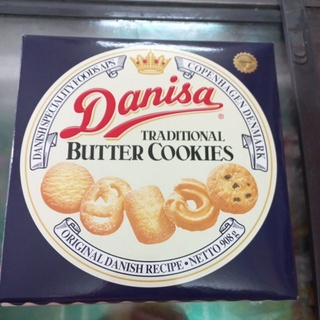 DANISH SPECIALITY FOODS APS
COPENHAGEN DENMARK
Danisa®
TRADITIONAL
BUTTER COOKIES
ORIGINAL DANISH RECIPE • NETTO 908g